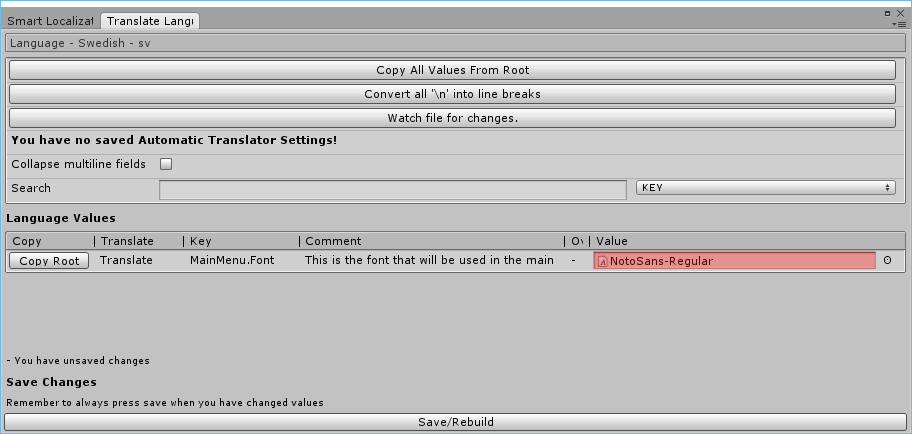 Smart Localizat Translate Langu
Language - Swedish - sv
Copy All Values From Root
Convert all '\n' into line breaks
Watch file for changes.
You have no saved Automatic Translator Settings!
Collapse multiline fields
Search KEY
Language Values
Copy | Translate | Key | Comment | Ov | Value
Copy Root Translate MainMenu.Font This is the font that will be used in the main - NotoSans-Regular
- You have unsaved changes
Save Changes
Remember to always press save when you have changed values
Save/Rebuild